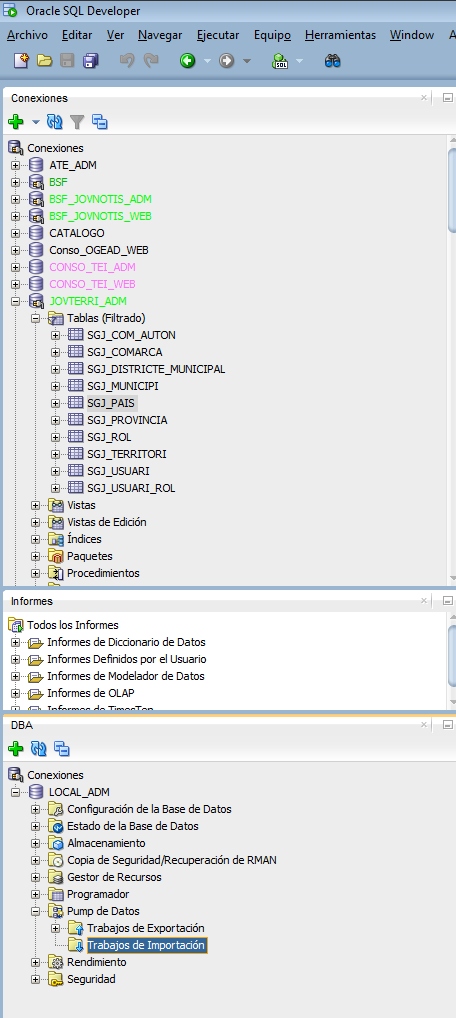 Oracle SQL Developer
Archivo Editar Ver Navegar Ejecutar Equipo Herramientas Window A
Conexiones
Conexiones
ATE_ADM
BSF
BSF_JOVNOTIS_ADM
BSF_JOVNOTIS_WEB
CATALOGO
Conso_OGEAD_WEB
CONSO_TEI_ADM
CONSO_TEI_WEB
JOVTERRI_ADM
Tablas (Filtrado)
SGJ_COM_AUTON
SGJ_COMARCA
SGJ_DISTRICTE_MUNICIPAL
SGJ_MUNICIPI
SGJ_PAIS
SGJ_PROVINCIA
SGJ_ROL
SGJ_TERRITORI
SGJ_USUARI
SGJ_USUARI_ROL
Vistas
Vistas de Edición
Índices
Paquetes
Procedimientos
Informes
Todos los Informes
Informes de Diccionario de Datos
Informes Definidos por el Usuario
Informes de Modelador de Datos
Informes de OLAP
Informes de TimesTen
DBA
Conexiones
LOCAL_ADM
Configuración de la Base de Datos
Estado de la Base de Datos
Almacenamiento
Copia de Seguridad/Recuperación de RMAN
Gestor de Recursos
Programador
Pump de Datos
Trabajos de Exportación
Trabajos de Importación
Rendimiento
Seguridad